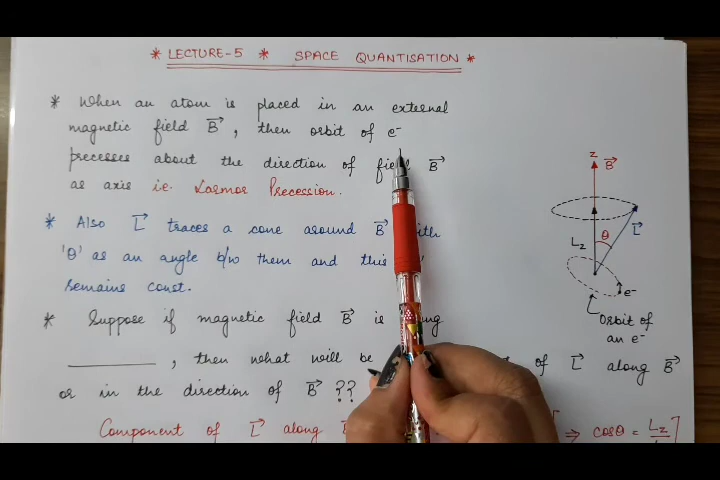 * LECTURE-5 * SPACE QUANTISATION *
* When an atom is placed in an external
magnetic field B→, then orbit of e⁻
precesses about the direction of field B→
as axis i.e. Larmor Precession.
* Also L→ traces a cone around B→ with
'θ' as an angle b/w them and this
remains const.
* Suppose if magnetic field B→ is
________, then what will be of L→ along B→
or in the direction of B→ ??
Component of L→ along ⇒ cosθ = Lz/
z B→
Lz θ L→
e⁻
Orbit of
an e⁻